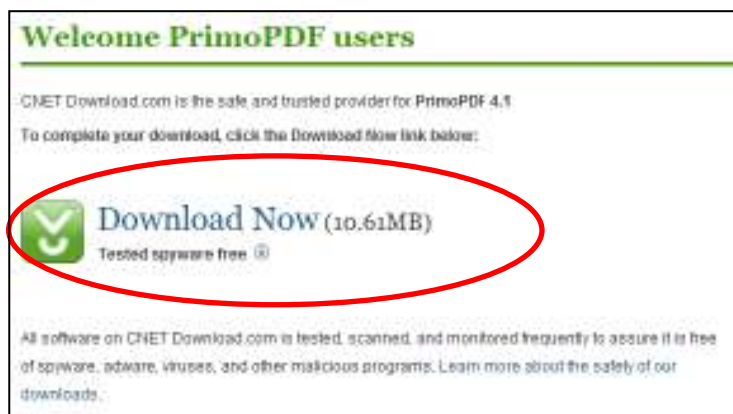 Welcome PrimoPDF users
CNET Download.com is the safe and trusted provider for PrimoPDF 4.1
To complete your download, click the Download Now link below:
Download Now (10.61MB)
Tested spyware free
All software on CNET Download.com is tested, scanned, and monitored frequently to assure it is free
of spyware, adware, viruses, and other malicious programs. Learn more about the safety of our
downloads.